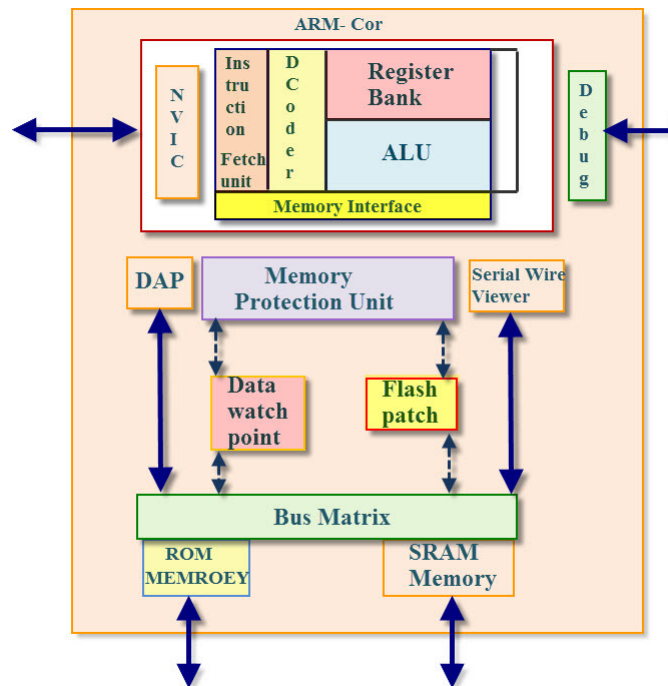 ARM- Cor
N
V
I
C
Ins
tru
cti
on
Fetch
unit
D
C
o
d
e
r
Register
Bank
ALU
Memory Interface
D
e
b
u
g
DAP
Memory
Protection Unit
Serial Wire
Viewer
Data
watch
point
Flash
patch
Bus Matrix
ROM
MEMROEY
SRAM
Memory